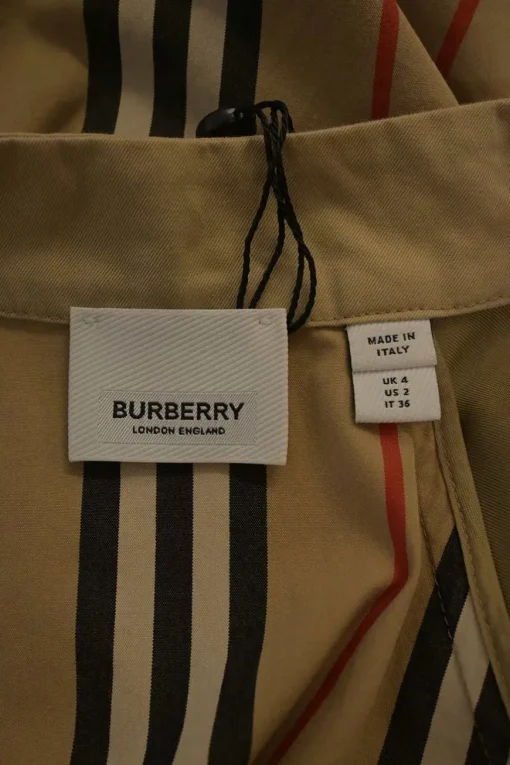 BURBERRY
LONDON ENGLAND
MADE IN
ITALY
UK 4
US 2
IT 36